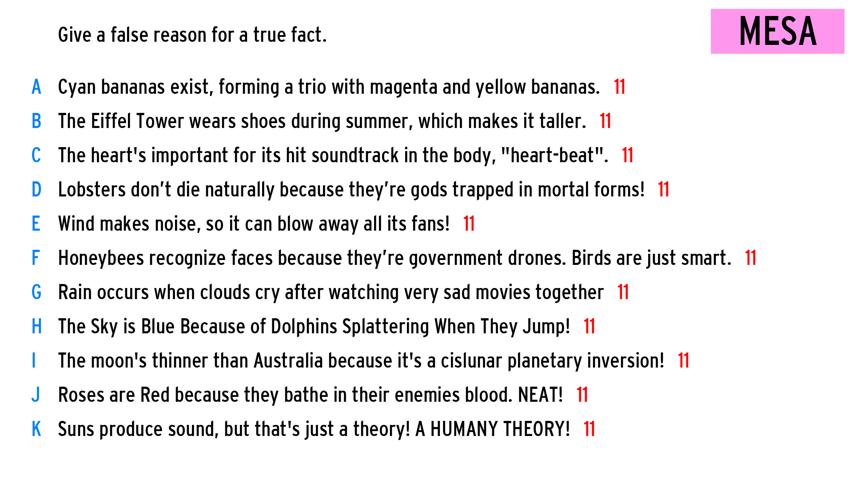 Give a false reason for a true fact.
MESA
A Cyan bananas exist, forming a trio with magenta and yellow bananas. 11
B The Eiffel Tower wears shoes during summer, which makes it taller. 11
C The heart's important for its hit soundtrack in the body, "heart-beat". 11
D Lobsters don’t die naturally because they’re gods trapped in mortal forms! 11
E Wind makes noise, so it can blow away all its fans! 11
F Honeybees recognize faces because they’re government drones. Birds are just smart. 11
G Rain occurs when clouds cry after watching very sad movies together 11
H The Sky is Blue Because of Dolphins Splattering When They Jump! 11
I The moon's thinner than Australia because it's a cislunar planetary inversion! 11
J Roses are Red because they bathe in their enemies blood. NEAT! 11
K Suns produce sound, but that's just a theory! A HUMANY THEORY! 11